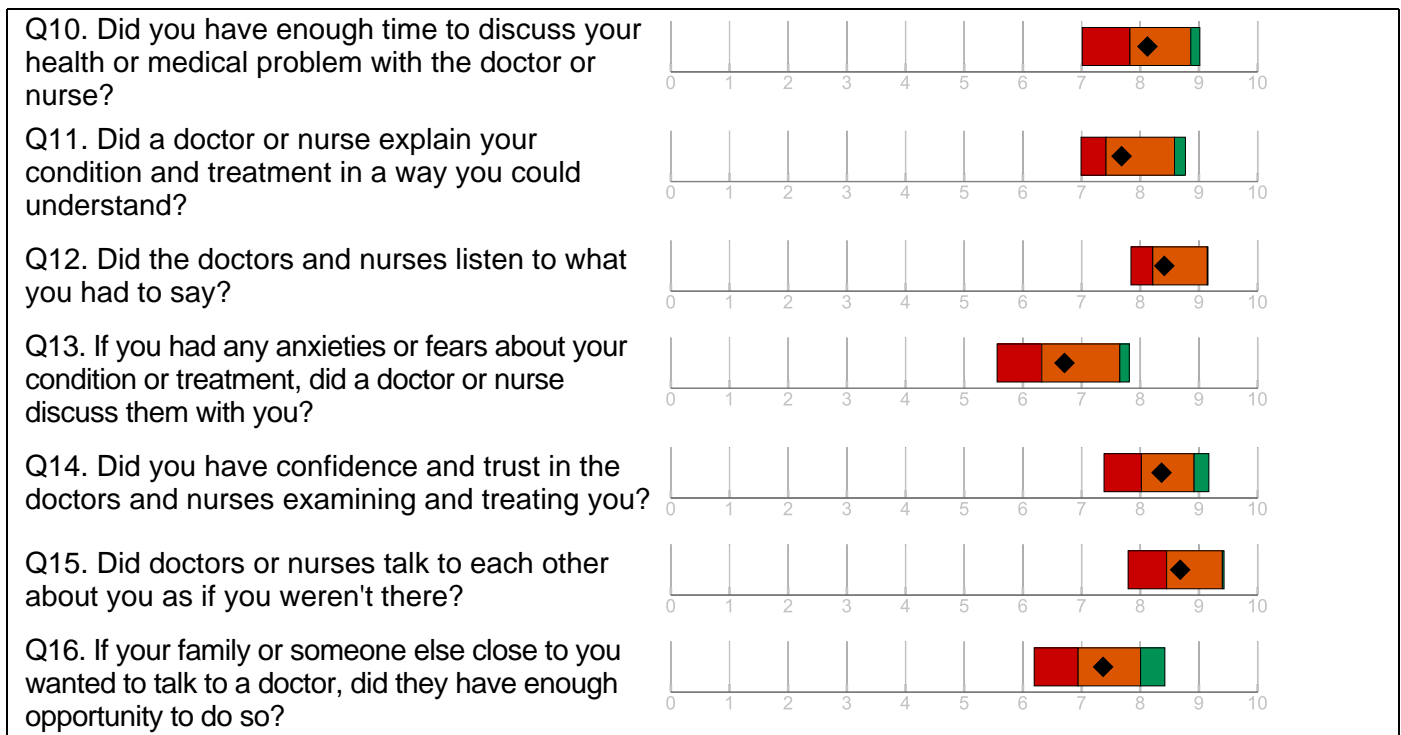 Q10. Did you have enough time to discuss your
health or medical problem with the doctor or
nurse?
0 1 2 3 4 5 6 7 8 9 10
Q11. Did a doctor or nurse explain your
condition and treatment in a way you could
understand?
0 1 2 3 4 5 6 7 8 9 10
Q12. Did the doctors and nurses listen to what
you had to say?
0 1 2 3 4 5 6 7 8 9 10
Q13. If you had any anxieties or fears about your
condition or treatment, did a doctor or nurse
discuss them with you?
0 1 2 3 4 5 6 7 8 9 10
Q14. Did you have confidence and trust in the
doctors and nurses examining and treating you?
0 1 2 3 4 5 6 7 8 9 10
Q15. Did doctors or nurses talk to each other
about you as if you weren't there?
0 1 2 3 4 5 6 7 8 9 10
Q16. If your family or someone else close to you
wanted to talk to a doctor, did they have enough
opportunity to do so?
0 1 2 3 4 5 6 7 8 9 10